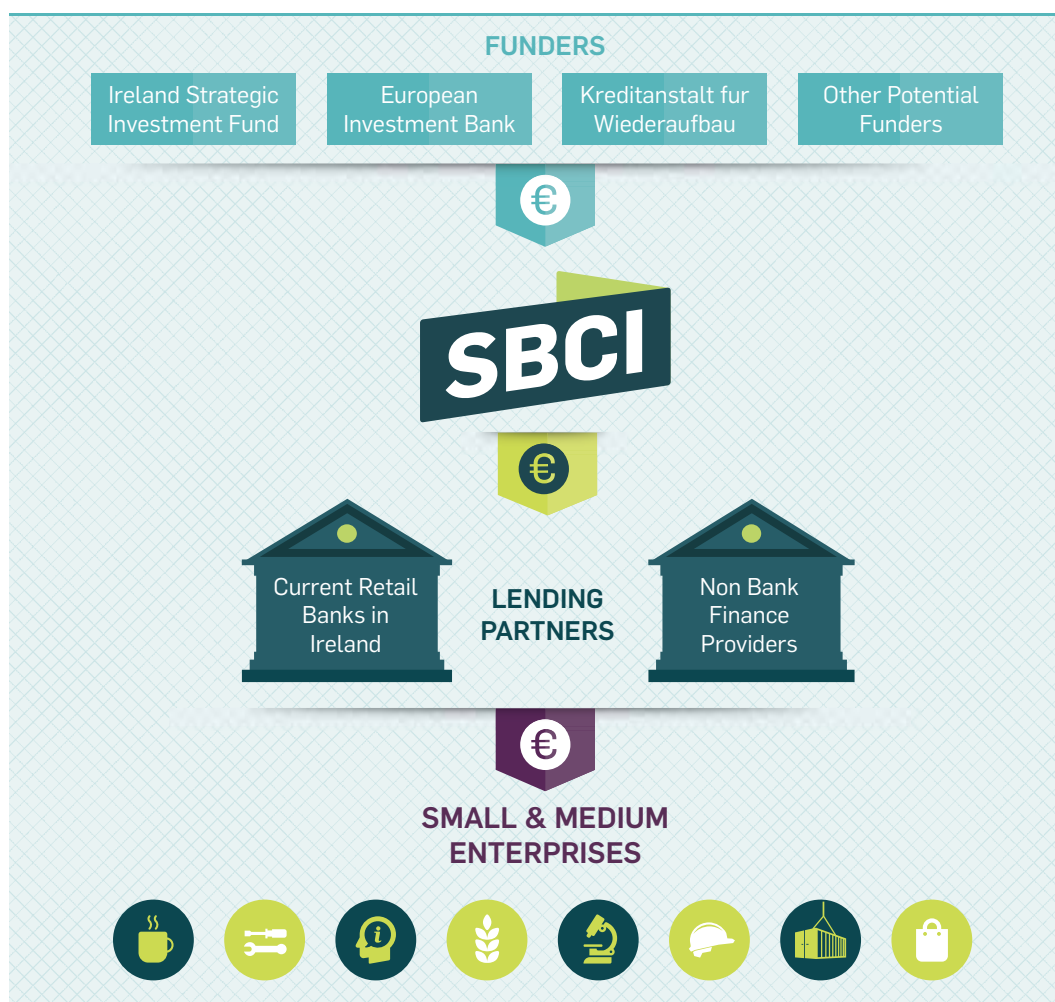 FUNDERS
Ireland Strategic
Investment Fund
European
Investment Bank
Kreditanstalt fur
Wiederaufbau
Other Potential
Funders
€
SBCI
€
Current Retail
Banks in
Ireland
LENDING
PARTNERS
Non Bank
Finance
Providers
€
SMALL & MEDIUM
ENTERPRISES
i